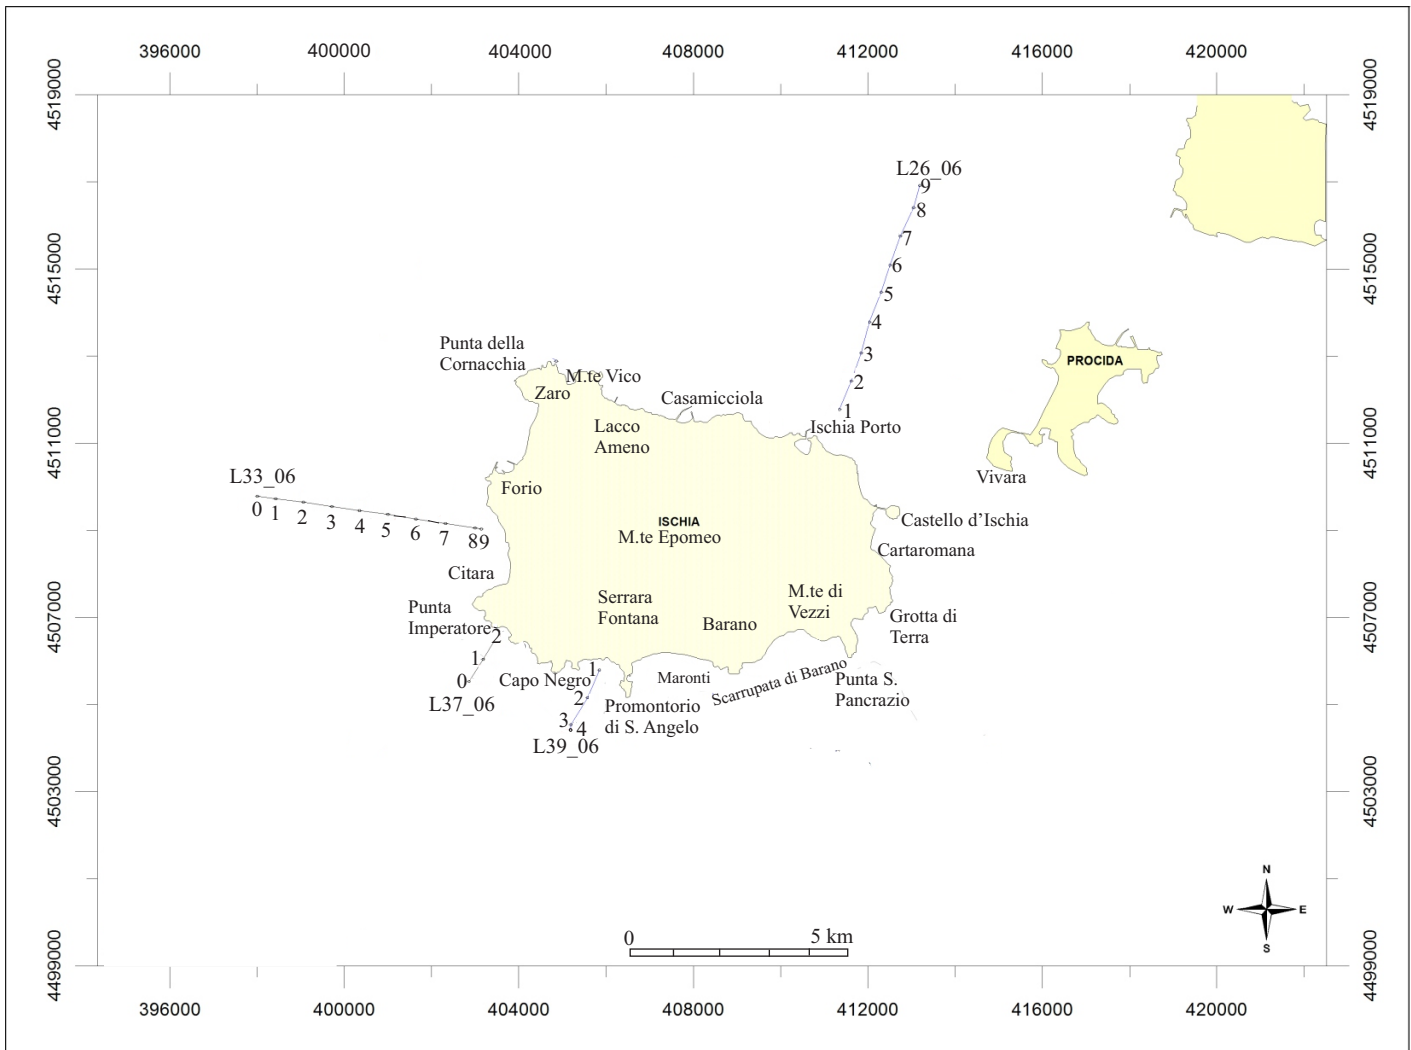 396000 400000 404000 408000 412000 416000 420000
4519000 4519000
L26_06
9
8
7
6
4515000 4515000
5
4
Punta della
Cornacchia
3
PROCIDA
M.te Vico
2
Zaro
Casamicciola
1
Lacco
Ameno
Ischia Porto
4511000 4511000
L33_06
Vivara
Forio
0 1 2 3 4 5 6 7 89
ISCHIA
M.te Epomeo
Castello d’Ischia
Cartaromana
Citara
Punta
Imperatore
Serrara
Fontana
M.te di
Vezzi
4507000 4507000
Barano
Grotta di
Terra
2
1
0
L37_06
Capo Negro
1
2
3
4
L39_06
Maronti
Scarrupata di Barano
Punta S.
Pancrazio
Promontorio
di S. Angelo
4503000 4503000
N
W E
S
0 5 km
4499000 4499000
396000 400000 404000 408000 412000 416000 420000